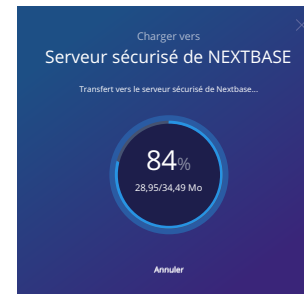 Charger vers
Serveur sécurisé de NEXTBASE
Transfert vers le serveur sécurisé de Nextbase...
84%
28,95/34,49 Mo
Annuler